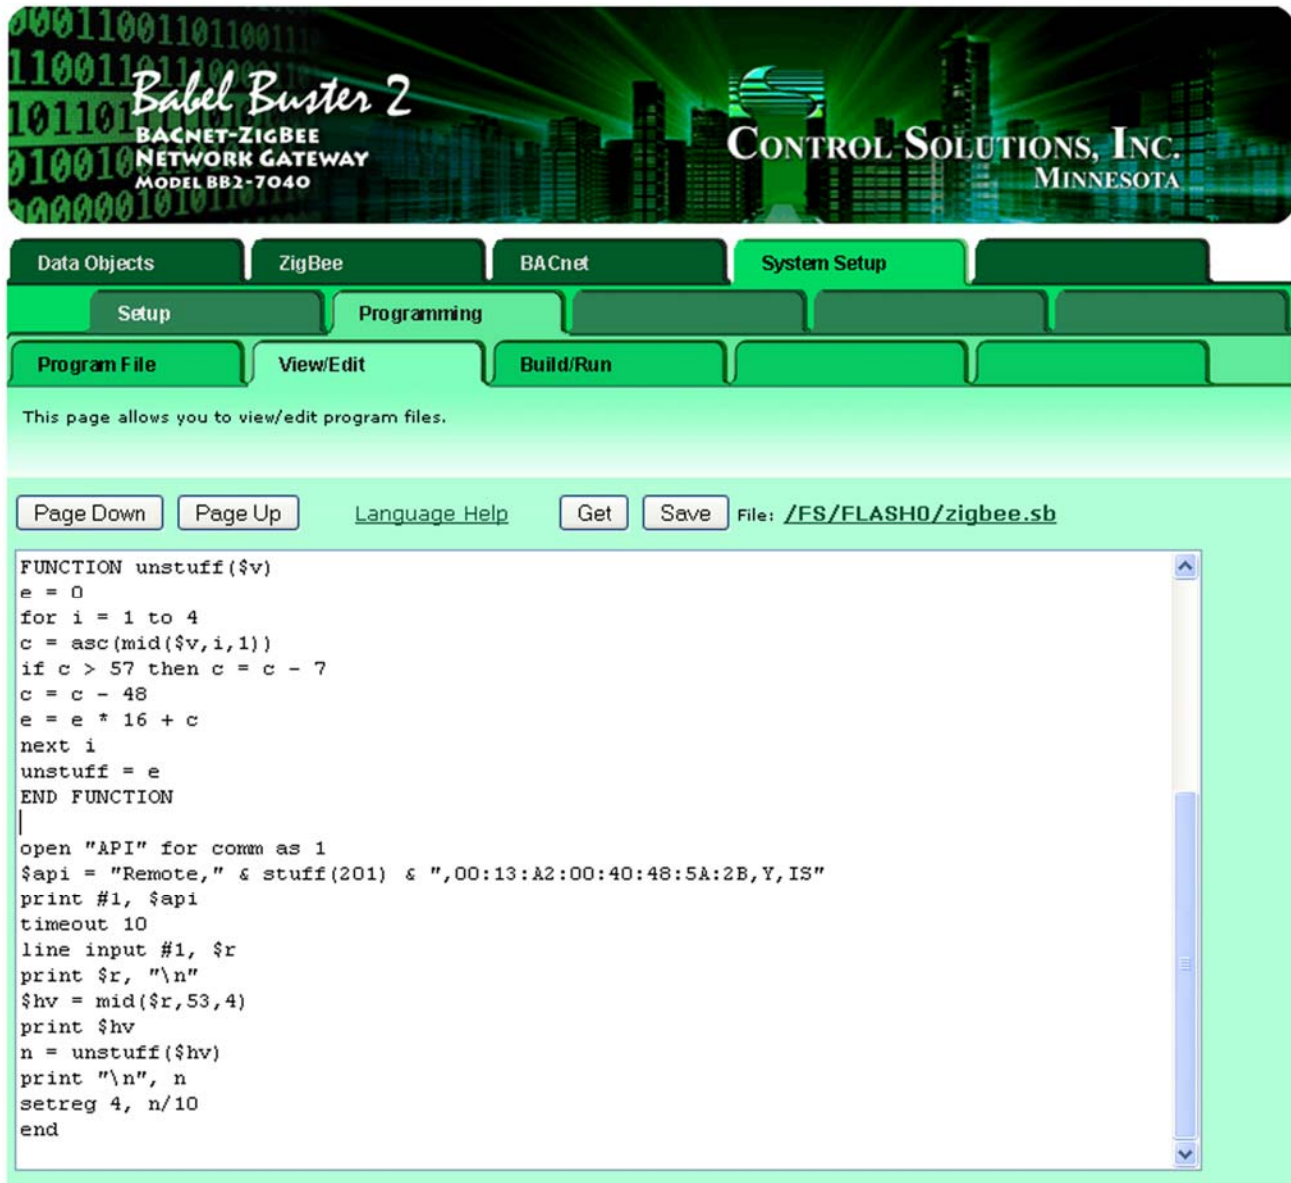 00011001101100111
1100110111
Babel Buster 2
BACNET-ZIGBEE
NETWORK GATEWAY
MODEL BB2-7040
CONTROL SOLUTIONS, INC.
MINNESOTA
Data Objects ZigBee BACnet System Setup
Setup Programming
Program File View/Edit Build/Run
This page allows you to view/edit program files.
Page Down Page Up Language Help Get Save File: /FS/FLASH0/zigbee.sb
FUNCTION unstuff($v)
e = 0
for i = 1 to 4
c = asc(mid($v,i,1))
if c > 57 then c = c - 7
c = c - 48
e = e * 16 + c
next i
unstuff = e
END FUNCTION
open "API" for comm as 1
$api = "Remote," & stuff(201) & ",00:13:A2:00:40:48:5A:2B,Y,IS"
print #1, $api
timeout 10
line input #1, $r
print $r, "\n"
$hv = mid($r,53,4)
print $hv
n = unstuff($hv)
print "\n", n
setreg 4, n/10
end